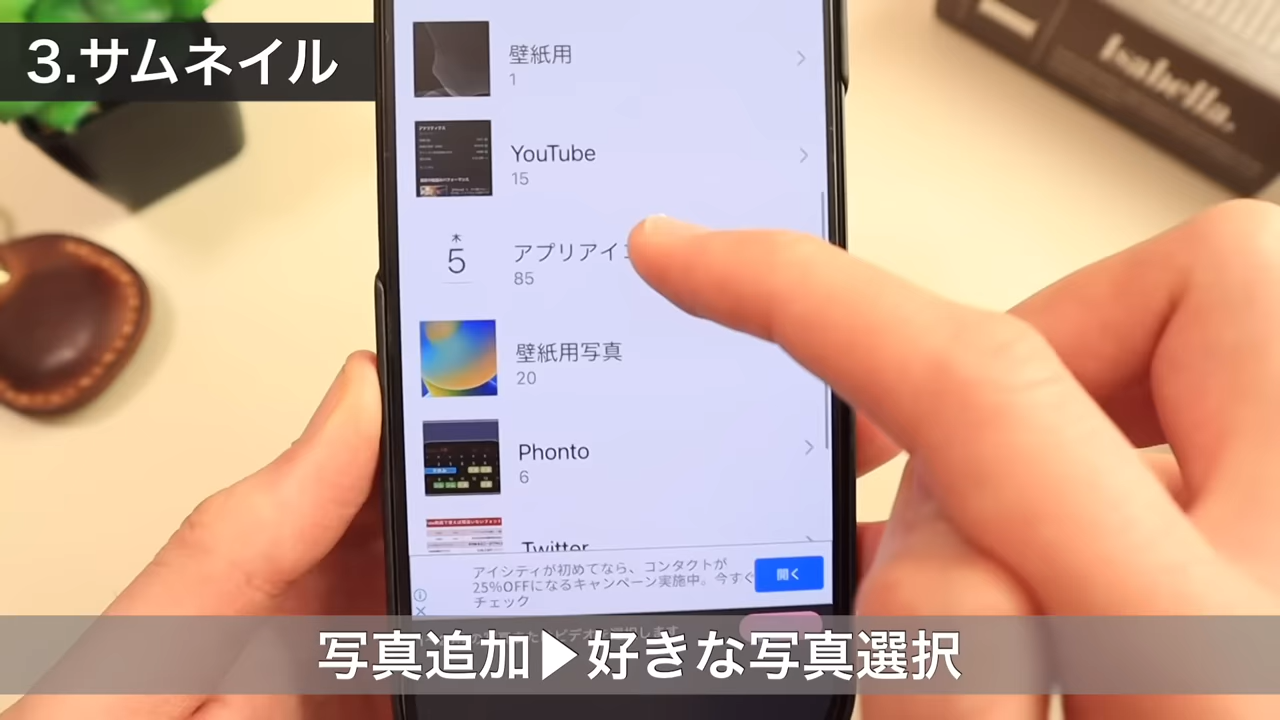 3.サムネイル
Isabella.
壁紙用
1
YouTube
15
木
5
アプリアイコ
85
壁紙用写真
20
Phonto
6
Twitter
アイシティが初めてなら、コンタクトが
25%OFFになるキャンペーン実施中。今すぐ
チェック
開く
写真追加▶好きな写真選択